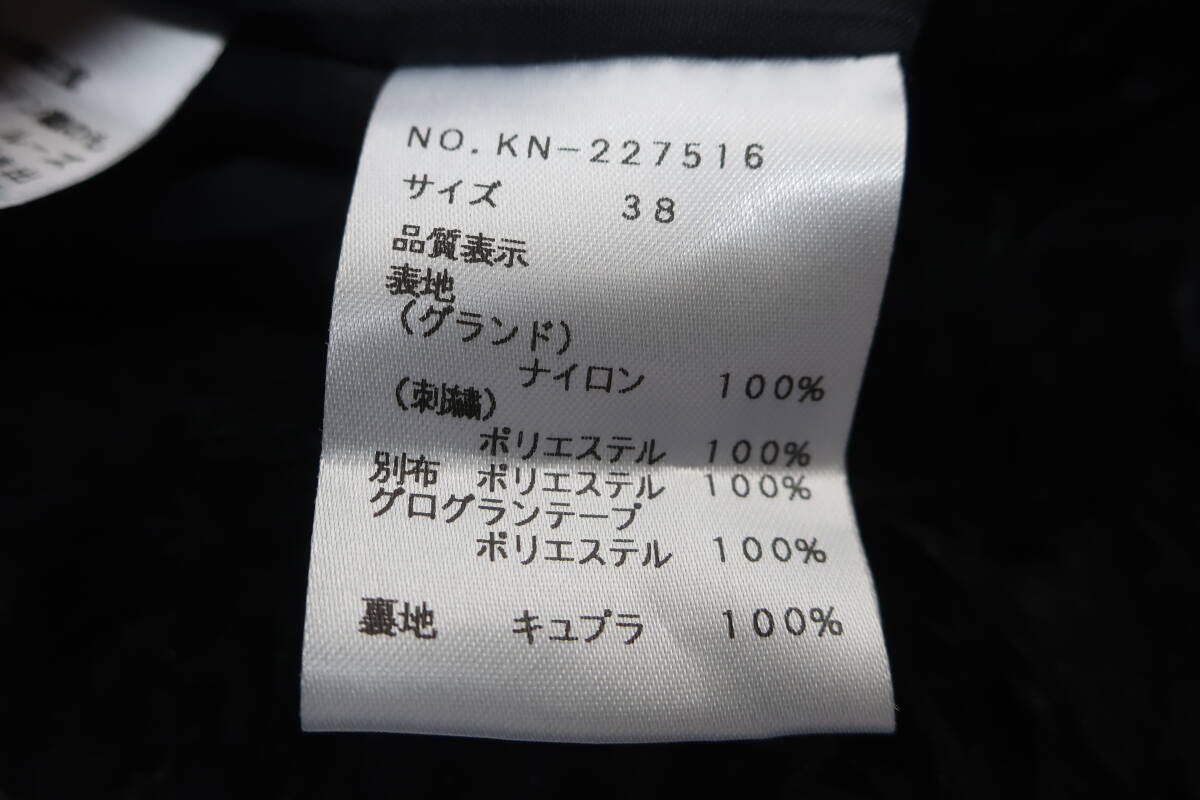 NO.KN-227516
サイズ 38
品質表示
表地
(グランド)
ナイロン 100%
(刺繍)
ポリエステル 100%
別布 ポリエステル 100%
グログランテープ
ポリエステル 100%
裏地 キュプラ 100%